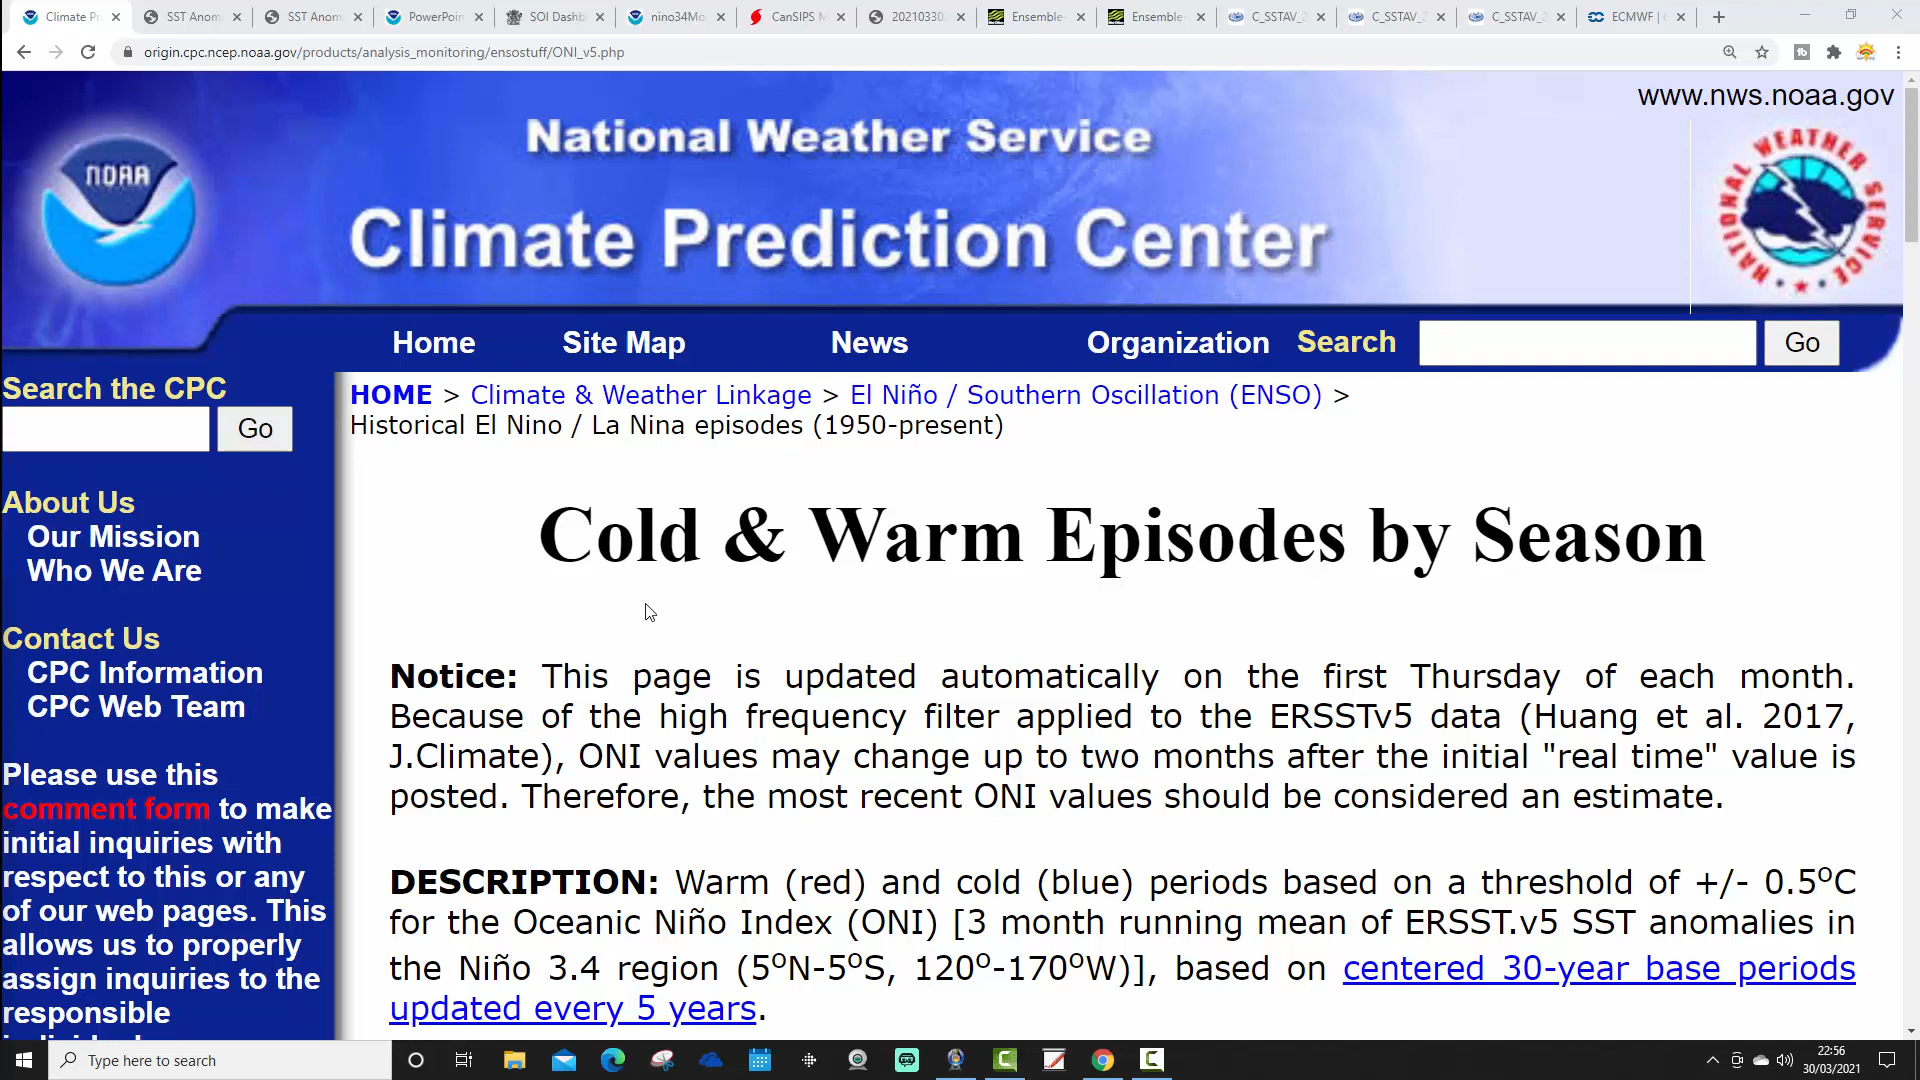 Climate P
SST Anom
SST Anom
PowerPoin
SOI Dashb
nino34Mo
CanSIPS M
20210330
Ensemble-
Ensemble-
C_SSTAV_
C_SSTAV_
C_SSTAV_
ECMWF |
origin.cpc.ncep.noaa.gov/products/analysis_monitoring/ensostuff/ONI_v5.php
www.nws.noaa.gov
NOAA
National Weather Service
Climate Prediction Center
NATIONAL WEATHER SERVICE
Home Site Map News Organization Search Go
Search the CPC
Go
About Us
Our Mission
Who We Are
Contact Us
CPC Information
CPC Web Team
Please use this
comment form to make
initial inquiries with
respect to this or any
of our web pages. This
allows us to properly
assign inquiries to the
responsible
HOME > Climate & Weather Linkage > El Niño / Southern Oscillation (ENSO) >
Historical El Nino / La Nina episodes (1950-present)
Cold & Warm Episodes by Season
Notice: This page is updated automatically on the first Thursday of each month.
Because of the high frequency filter applied to the ERSSTv5 data (Huang et al. 2017,
J.Climate), ONI values may change up to two months after the initial "real time" value is
posted. Therefore, the most recent ONI values should be considered an estimate.
DESCRIPTION: Warm (red) and cold (blue) periods based on a threshold of +/- 0.5ºC
for the Oceanic Niño Index (ONI) [3 month running mean of ERSST.v5 SST anomalies in
the Niño 3.4 region (5ºN-5ºS, 120º-170ºW)], based on centered 30-year base periods
updated every 5 years.
Type here to search
22:56
30/03/2021